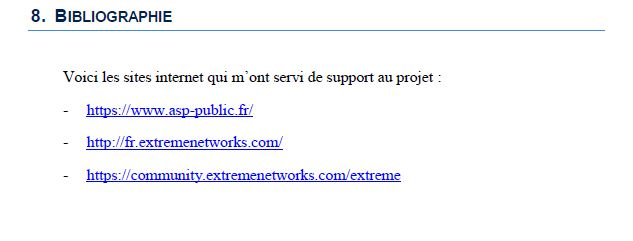 8. BIBLIOGRAPHIE
Voici les sites internet qui m'ont servi de support au projet :
- https://www.asp-public.fr/
- http://fr.extremenetworks.com/
- https://community.extremenetworks.com/extreme